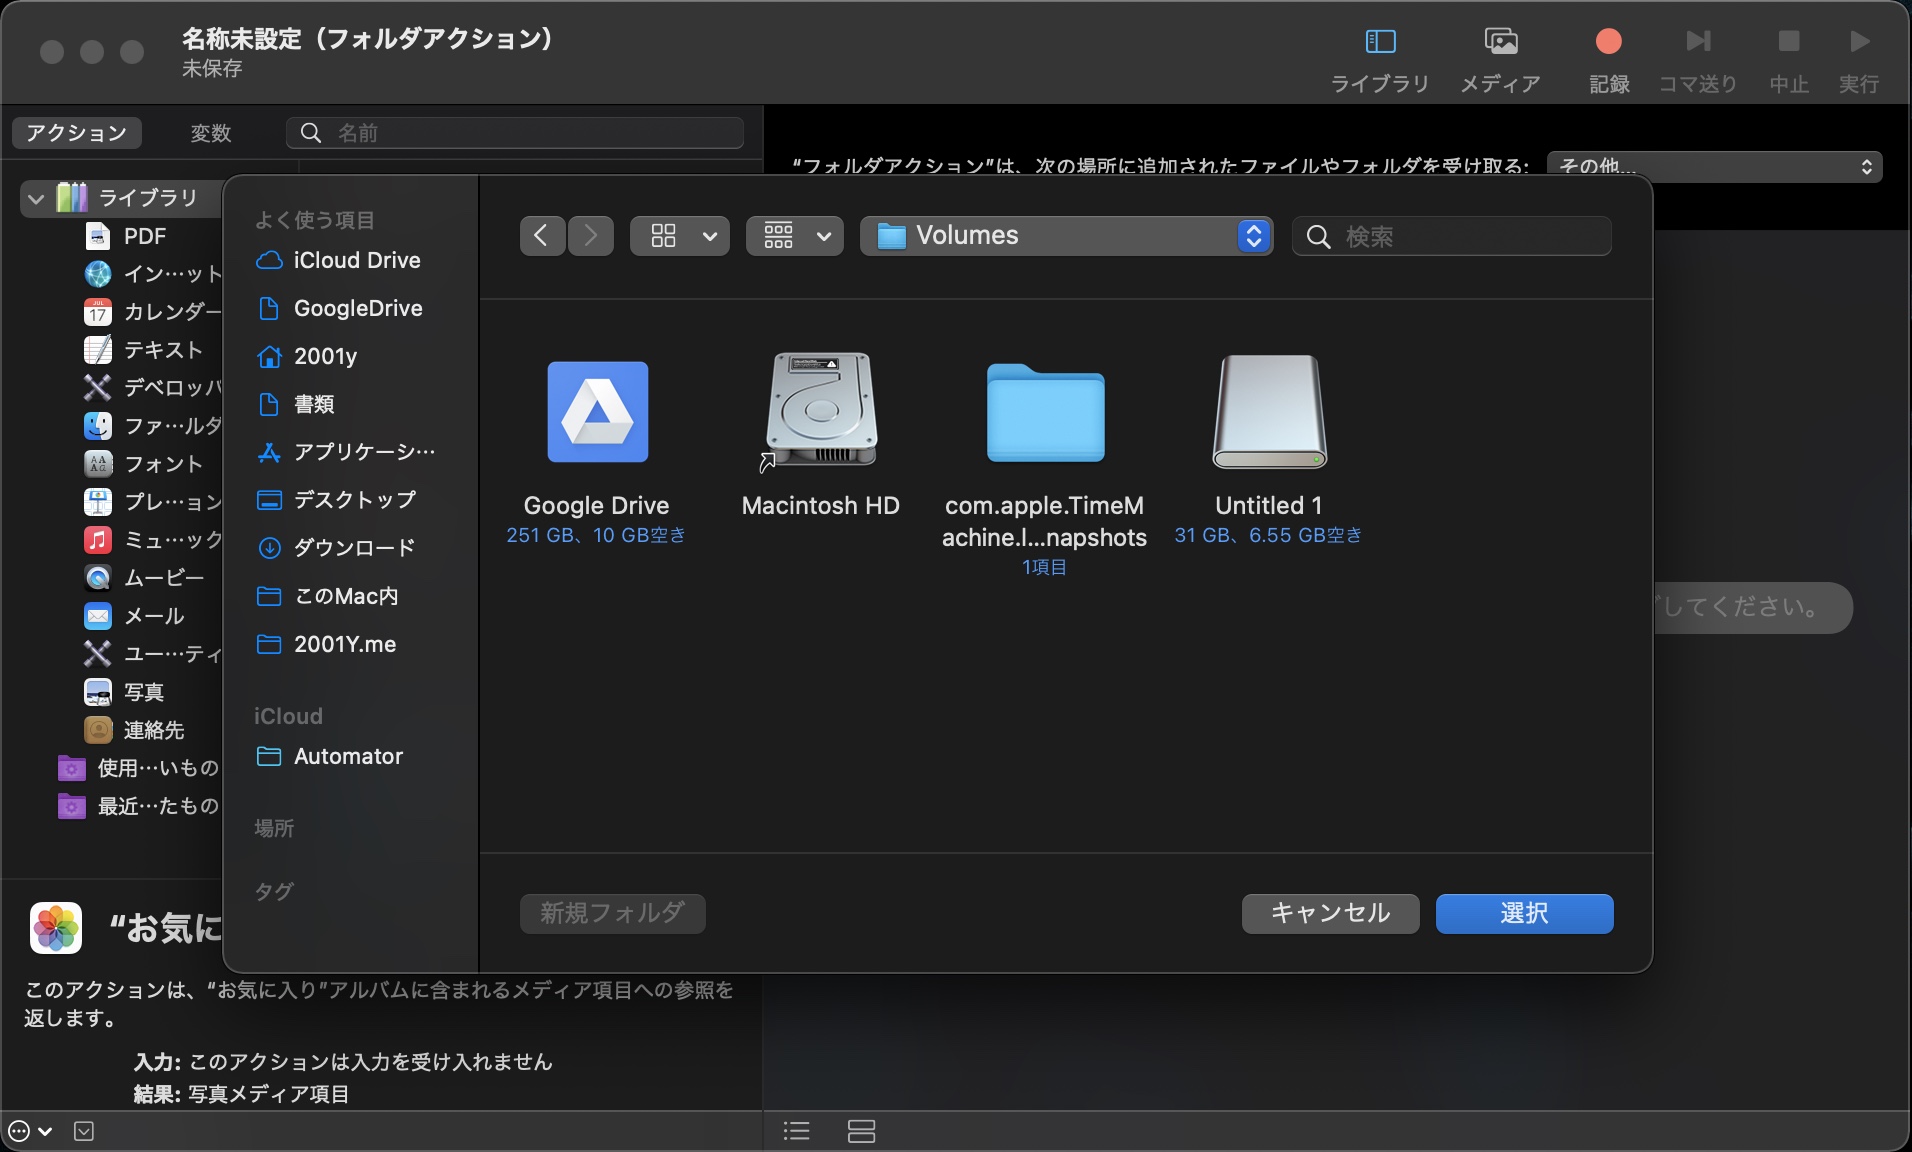 名称未設定（フォルダアクション）
未保存
ライブラリ
メディア
記録
コマ送り
中止
実行
アクション
変数
名前
“フォルダアクション”は、次の場所に追加されたファイルやフォルダを受け取る:
その他...
ライブラリ
PDF
イン…ット
カレンダー
テキスト
デベロッパ
ファ…ルダ
フォント
プレ…ョン
ミュ…ック
ムービー
メール
ユー…ティ
写真
連絡先
使用…いもの
最近…たもの
よく使う項目
iCloud Drive
GoogleDrive
2001y
書類
アプリケーシ…
デスクトップ
ダウンロード
このMac内
2001Y.me
iCloud
Automator
場所
タグ
Volumes
検索
Google Drive
251 GB、10 GB空き
Macintosh HD
com.apple.TimeM
achine.l...napshots
1項目
Untitled 1
31 GB、6.55 GB空き
してください。
新規フォルダ
キャンセル
選択
“お気に
このアクションは、“お気に入り”アルバムに含まれるメディア項目への参照を
返します。
入力: このアクションは入力を受け入れません
結果: 写真メディア項目